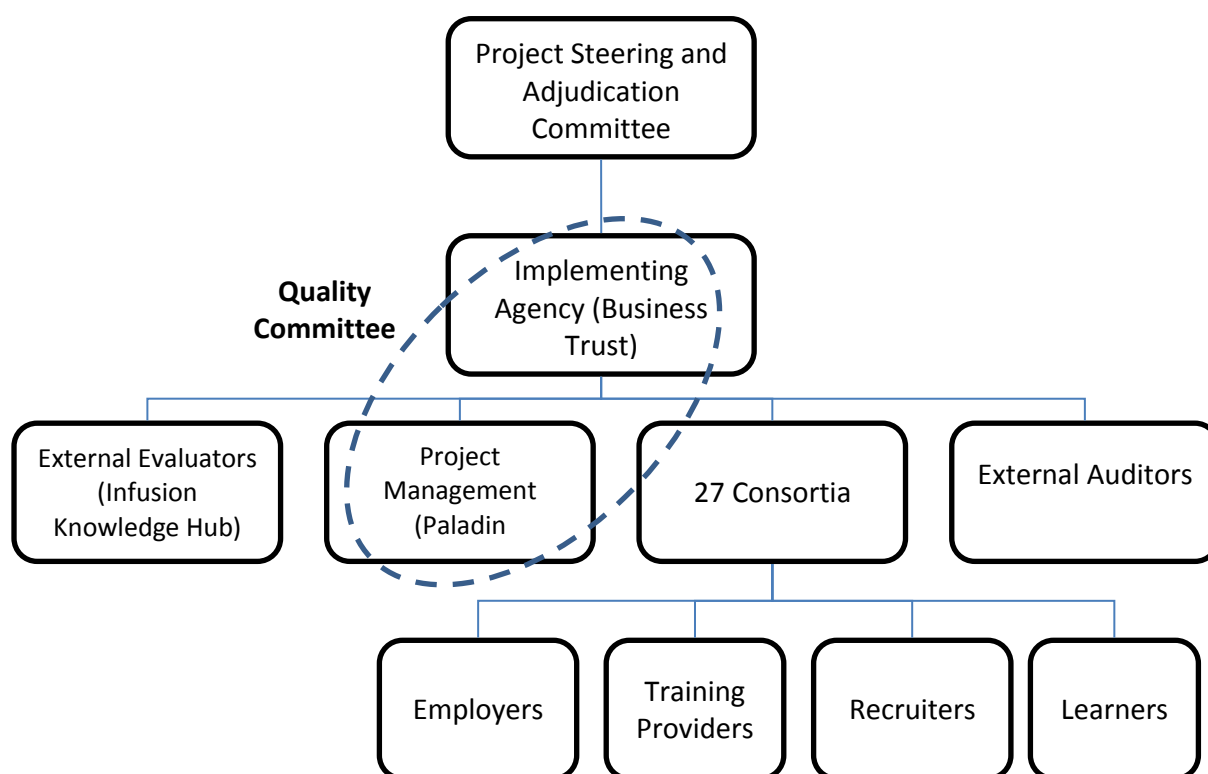 Project Steering and
Adjudication
Committee
Implementing
Agency (Business
Trust)
Quality
Committee
External Evaluators
(Infusion
Knowledge Hub)
Project
Management
(Paladin
27 Consortia
External Auditors
Employers
Training
Providers
Recruiters
Learners